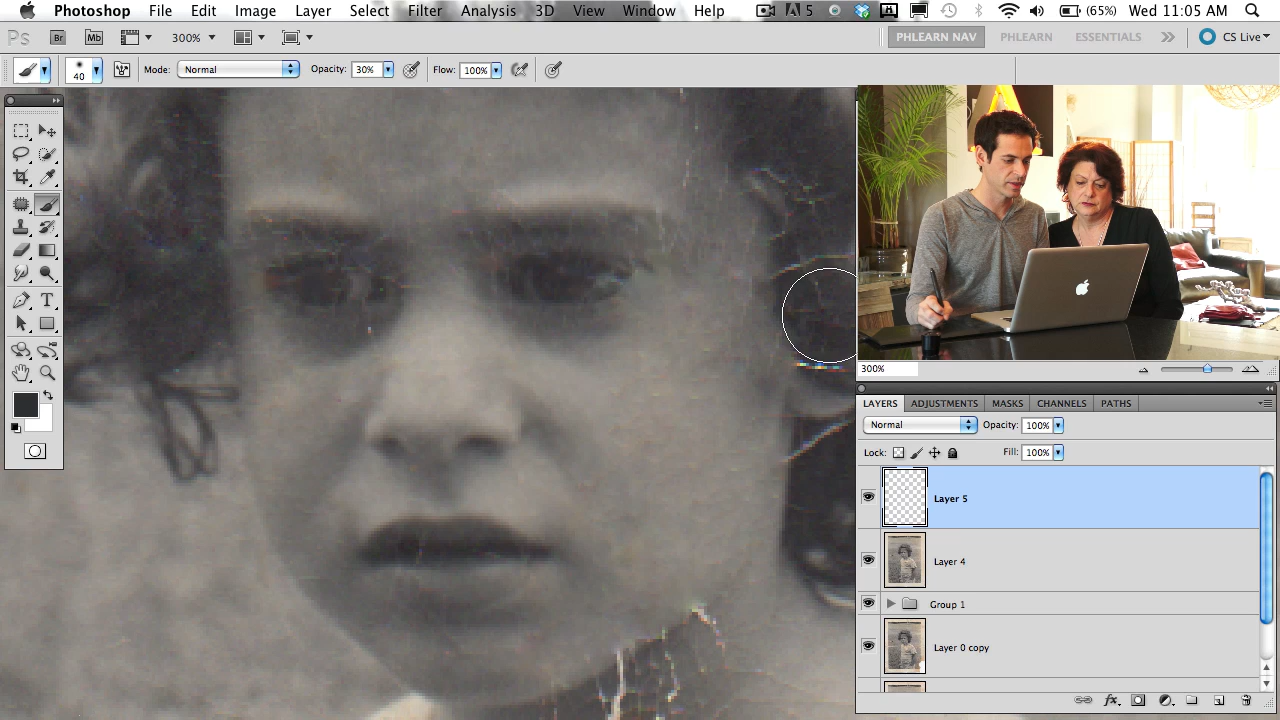 Photoshop File Edit Image Layer Select Filter Analysis 3D View Window Help A 5 (65%) Wed 11:05 AM
Ps Br Mb 300% PHLEARN NAV PHLEARN ESSENTIALS CS Live
40 Mode: Normal Opacity: 30% Flow: 100%
T
300%
LAYERS ADJUSTMENTS MASKS CHANNELS PATHS
Normal Opacity: 100%
Lock: Fill: 100%
Layer 5
Layer 4
Group 1
Layer 0 copy
fx